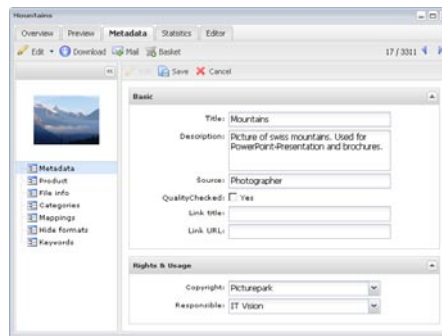 Mountains
Overview Preview Metadata Statistics Editor
Edit Download Mail Basket 17 / 3311
Save Cancel
Basic
Title: Mountains
Description: Picture of swiss mountains. Used for
PowerPoint-Presentation and brochures.
Source: Photographer
QualityChecked: Yes
Link title:
Link URL:
Metadata
Product
File info
Categories
Mappings
Hide formats
Keywords
Rights & Usage
Copyright: Picturepark
Responsible: IT Vision